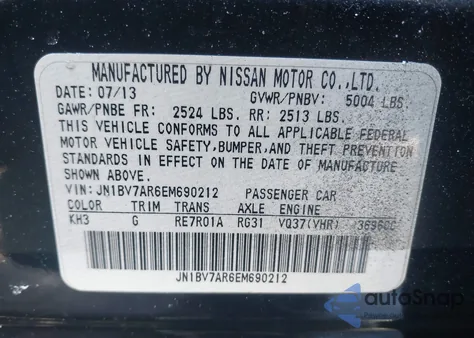 MANUFACTURED BY NISSAN MOTOR CO.,LTD.
DATE: 07/13 GVWR/PNBV: 5004 LBS.
GAWR/PNBE FR: 2524 LBS. RR: 2513 LBS.
THIS VEHICLE CONFORMS TO ALL APPLICABLE FEDERAL
MOTOR VEHICLE SAFETY, BUMPER, AND THEFT PREVENTION
STANDARDS IN EFFECT ON THE DATE OF MANUFACTURE
SHOWN ABOVE.
VIN: JN1BV7AR6EM690212 PASSENGER CAR
COLOR TRIM TRANS AXLE ENGINE
KH3 G RE7R01A RG31 VQ37(VHR) 3696CC
JN1BV7AR6EM690212
autoSnap